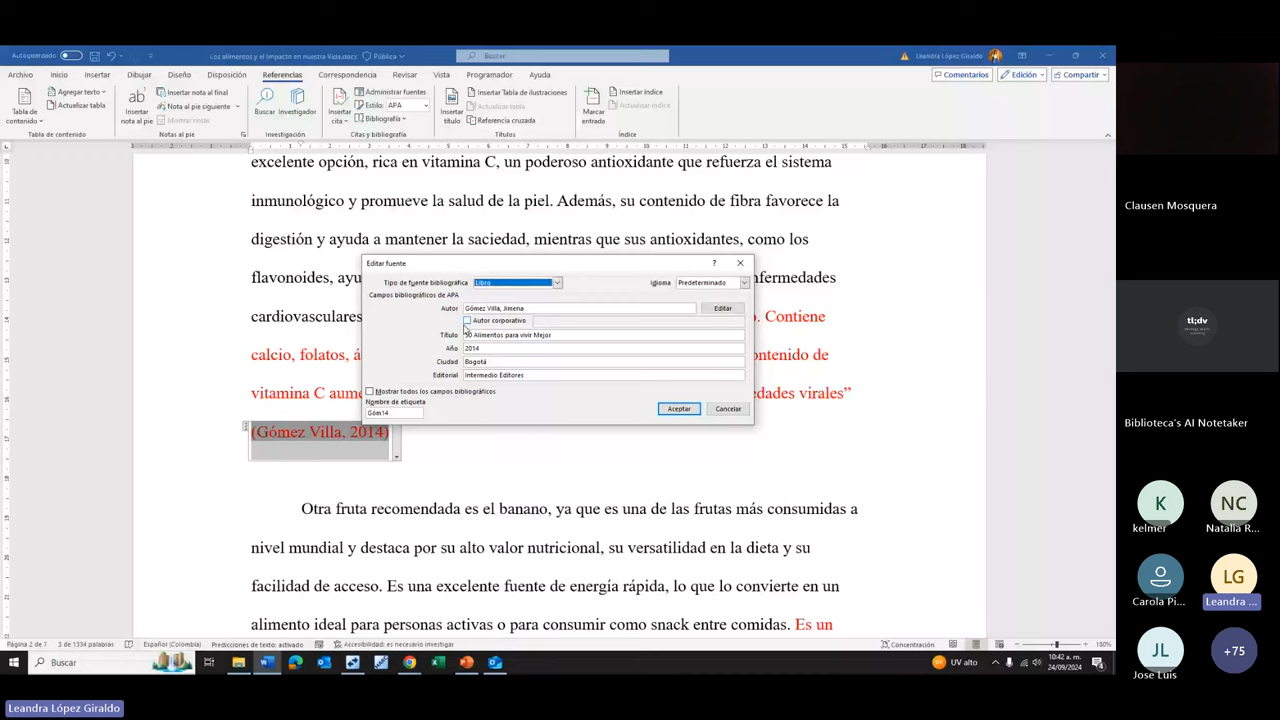 Autoguardado
Los alimentos y el impacto en nuestra Vida.docx
Pública
Buscar
Leandra López Giraldo
Archivo Inicio Insertar Dibujar Diseño Disposición Referencias Correspondencia Revisar Vista Programador Ayuda
Comentarios Edición Compartir
Tabla de contenido
Agregar texto
Actualizar tabla
Tabla de contenido
Insertar nota al pie
Insertar nota al final
Nota al pie siguiente
Mostrar notas
Notas al pie
Buscar Investigador
Investigación
Insertar cita
Administrar fuentes
Estilo: APA
Bibliografía
Citas y bibliografía
Insertar título
Insertar Tabla de ilustraciones
Actualizar tabla
Referencia cruzada
Títulos
Marcar entrada
Insertar índice
Actualizar índice
Índice
excelente opción, rica en vitamina C, un poderoso antioxidante que refuerza el sistema
inmunológico y promueve la salud de la piel. Además, su contenido de fibra favorece la
digestión y ayuda a mantener la saciedad, mientras que sus antioxidantes, como los
flavonoides, ayu
nfermedades
cardiovasculares
). Contiene
calcio, folatos, á
ontenido de
vitamina C aume
edades virales”
(Gómez Villa, 2014)
Editar fuente
? ×
Tipo de fuente bibliográfica Libro
Idioma Predeterminado
Campos bibliográficos de APA
Autor Gómez Villa, Jimena Editar
Autor corporativo
Título 50 Alimentos para vivir Mejor
Año 2014
Ciudad Bogotá
Editorial Intermedio Editores
Mostrar todos los campos bibliográficos
Nombre de etiqueta
Góm14
Aceptar Cancelar
Otra fruta recomendada es el banano, ya que es una de las frutas más consumidas a
nivel mundial y destaca por su alto valor nutricional, su versatilidad en la dieta y su
facilidad de acceso. Es una excelente fuente de energía rápida, lo que lo convierte en un
alimento ideal para personas activas o para consumir como snack entre comidas. Es un
Página 2 de 7 3 de 1334 palabras Español (Colombia) Predicciones de texto: activado Accesibilidad: es necesario investigar
Concentración
100%
Buscar
UV alto
10:42 a. m.
24/09/2024
Clausen Mosquera
tl;dv
Biblioteca's AI Notetaker
K
kelmer
NC
Natalia R...
Carola Pi...
LG
Leandra ...
JL
Jose Luis
+75
Leandra López Giraldo